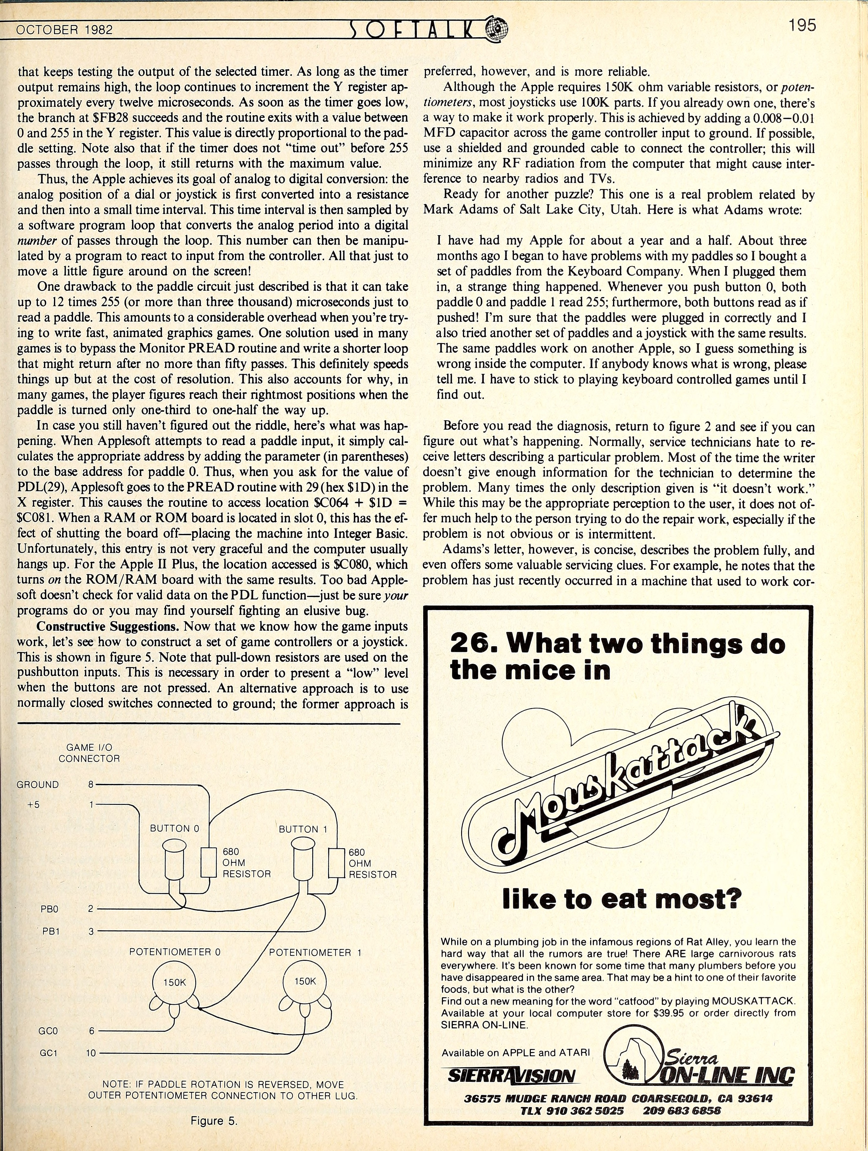 OCTOBER 1982
SOFTALK
195
that keeps testing the output of the selected timer. As long as the timer
output remains high, the loop continues to increment the Y register ap-
proximately every twelve microseconds. As soon as the timer goes low,
the branch at $FB28 succeeds and the routine exits with a value between
0 and 255 in the Y register. This value is directly proportional to the pad-
dle setting. Note also that if the timer does not “time out” before 255
passes through the loop, it still returns with the maximum value.
Thus, the Apple achieves its goal of analog to digital conversion: the
analog position of a dial or joystick is first converted into a resistance
and then into a small time interval. This time interval is then sampled by
a software program loop that converts the analog period into a digital
number of passes through the loop. This number can then be manipu-
lated by a program to react to input from the controller. All that just to
move a little figure around on the screen!
One drawback to the paddle circuit just described is that it can take
up to 12 times 255 (or more than three thousand) microseconds just to
read a paddle. This amounts to a considerable overhead when you're try-
ing to write fast, animated graphics games. One solution used in many
games is to bypass the Monitor PREAD routine and write a shorter loop
that might return after no more than fifty passes. This definitely speeds
things up but at the cost of resolution. This also accounts for why, in
many games, the player figures reach their rightmost positions when the
paddle is turned only one-third to one-half the way up.
In case you still haven't figured out the riddle, here's what was hap-
pening. When Applesoft attempts to read a paddle input, it simply cal-
culates the appropriate address by adding the parameter (in parentheses)
to the base address for paddle 0. Thus, when you ask for the value of
PDL(29), Applesoft goes to the PREAD routine with 29 (hex $1D) in the
X register. This causes the routine to access location $C064 + $1D =
$C081. When a RAM or ROM board is located in slot 0, this has the ef-
fect of shutting the board off—placing the machine into Integer Basic.
Unfortunately, this entry is not very graceful and the computer usually
hangs up. For the Apple II Plus, the location accessed is $C080, which
turns on the ROM/RAM board with the same results. Too bad Apple-
soft doesn't check for valid data on the PDL function—just be sure your
programs do or you may find yourself fighting an elusive bug.
Constructive Suggestions. Now that we know how the game inputs
work, let's see how to construct a set of game controllers or a joystick.
This is shown in figure 5. Note that pull-down resistors are used on the
pushbutton inputs. This is necessary in order to present a “low” level
when the buttons are not pressed. An alternative approach is to use
normally closed switches connected to ground; the former approach is
GAME I/O
CONNECTOR
GROUND 8
+5 1
BUTTON 0
BUTTON 1
680
OHM
RESISTOR
680
OHM
RESISTOR
PB0 2
PB1 3
POTENTIOMETER 0
POTENTIOMETER 1
150K
150K
GC0 6
GC1 10
NOTE: IF PADDLE ROTATION IS REVERSED, MOVE
OUTER POTENTIOMETER CONNECTION TO OTHER LUG.
Figure 5.
preferred, however, and is more reliable.
Although the Apple requires 150K ohm variable resistors, or poten-
tiometers, most joysticks use 100K parts. If you already own one, there's
a way to make it work properly. This is achieved by adding a 0.008–0.01
MFD capacitor across the game controller input to ground. If possible,
use a shielded and grounded cable to connect the controller; this will
minimize any RF radiation from the computer that might cause inter-
ference to nearby radios and TVs.
Ready for another puzzle? This one is a real problem related by
Mark Adams of Salt Lake City, Utah. Here is what Adams wrote:
I have had my Apple for about a year and a half. About three
months ago I began to have problems with my paddles so I bought a
set of paddles from the Keyboard Company. When I plugged them
in, a strange thing happened. Whenever you push button 0, both
paddle 0 and paddle 1 read 255; furthermore, both buttons read as if
pushed! I'm sure that the paddles were plugged in correctly and I
also tried another set of paddles and a joystick with the same results.
The same paddles work on another Apple, so I guess something is
wrong inside the computer. If anybody knows what is wrong, please
tell me. I have to stick to playing keyboard controlled games until I
find out.
Before you read the diagnosis, return to figure 2 and see if you can
figure out what's happening. Normally, service technicians hate to re-
ceive letters describing a particular problem. Most of the time the writer
doesn't give enough information for the technician to determine the
problem. Many times the only description given is “it doesn't work.”
While this may be the appropriate perception to the user, it does not of-
fer much help to the person trying to do the repair work, especially if the
problem is not obvious or is intermittent.
Adams's letter, however, is concise, describes the problem fully, and
even offers some valuable servicing clues. For example, he notes that the
problem has just recently occurred in a machine that used to work cor-
26. What two things do
the mice in
Mouskattack
like to eat most?
While on a plumbing job in the infamous regions of Rat Alley, you learn the
hard way that all the rumors are true! There ARE large carnivorous rats
everywhere. It's been known for some time that many plumbers before you
have disappeared in the same area. That may be a hint to one of their favorite
foods, but what is the other?
Find out a new meaning for the word “catfood” by playing MOUSKATTACK.
Available at your local computer store for $39.95 or order directly from
SIERRA ON-LINE.
Available on APPLE and ATARI
SIERRAVISION
Sierra
ON-LINE INC
36575 MUDGE RANCH ROAD COARSEGOLD, CA 93614
TLX 910 362 5025 209 683 6858